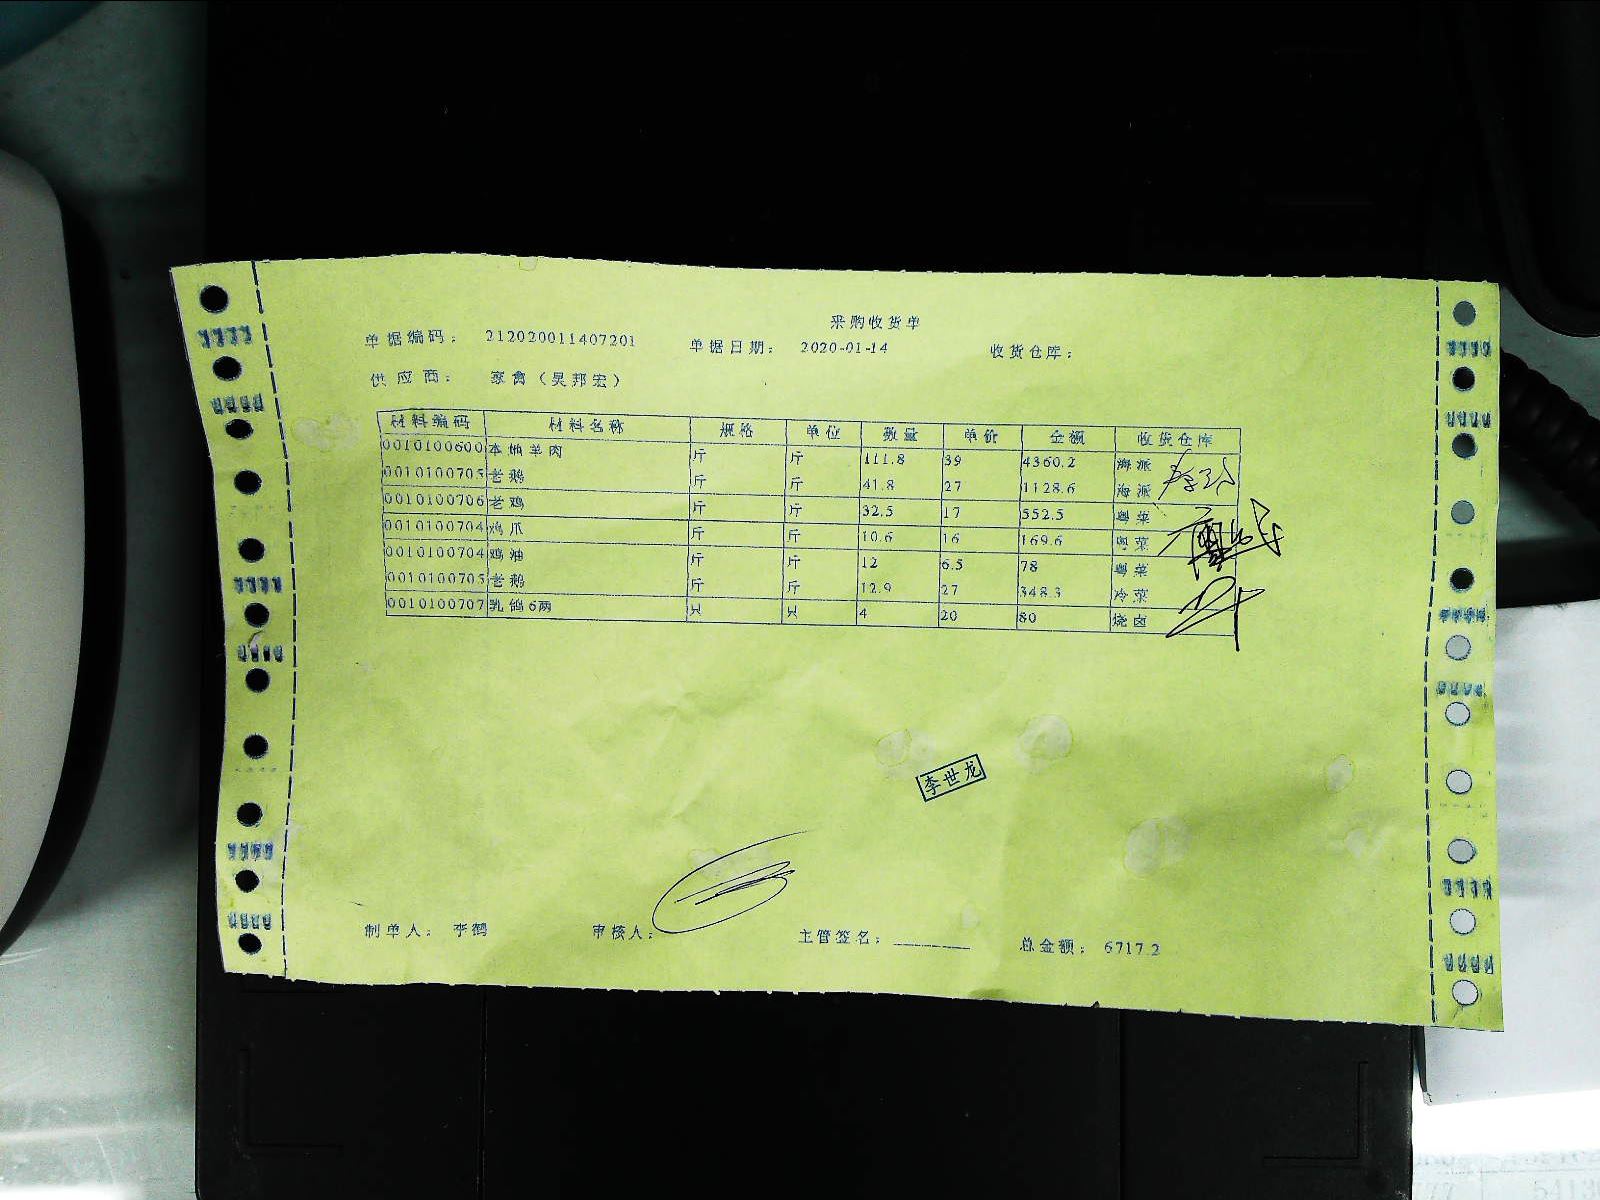 采购收货单
单据编码： 212020011407201 单据日期： 2020-01-14 收货仓库：
供应商： 家禽（吴邦宏）
材料编码 材料名称 规格 单位 数量 单价 金额 收货仓库
0010100600 本地羊肉 斤 斤 111.8 39 4360.2 海派
0010100705 老鹅 斤 斤 41.8 27 1128.6 海派
0010100706 老鸡 斤 斤 32.5 17 552.5 粤菜
0010100704 鸡爪 斤 斤 10.6 16 169.6 粤菜
0010100704 鸡油 斤 斤 12 6.5 78 粤菜
0010100705 老鹅 斤 斤 12.9 27 348.3 冷菜
0010100707 乳鸽6两 只 只 4 20 80 烧卤
李世龙
制单人： 李鹤 审核人： 主管签名： 总金额： 6717.2